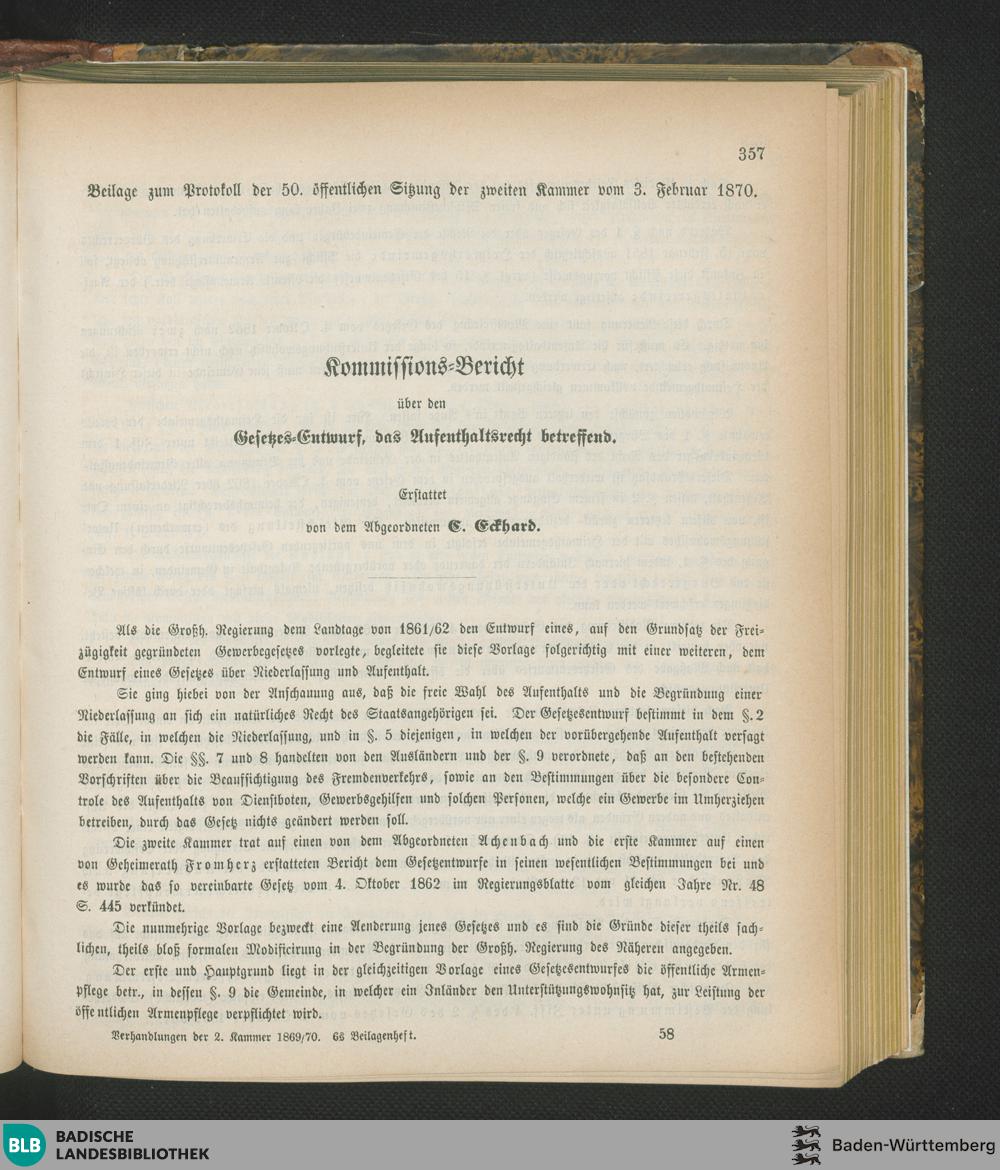 357
Beilage zum Protokoll der 50. öffentlichen Sitzung der zweiten Kammer vom 3. Februar 1870.
Kommissions-Bericht
über den
Gesetzes-Entwurf, das Aufenthaltsrecht betreffend.
Erstattet
von dem Abgeordneten C. Eckhard.
Als die Großh. Regierung dem Landtage von 1861/62 den Entwurf eines, auf den Grundsatz der Frei-
zügigkeit gegründeten Gewerbegesetzes vorlegte, begleitete sie diese Vorlage folgerichtig mit einer weiteren, dem
Entwurf eines Gesetzes über Niederlassung und Aufenthalt.
Sie ging hiebei von der Anschauung aus, daß die freie Wahl des Aufenthalts und die Begründung einer
Niederlassung an sich ein natürliches Recht des Staatsangehörigen sei. Der Gesetzesentwurf bestimmt in dem §. 2
die Fälle, in welchen die Niederlassung, und in §. 5 diejenigen, in welchen der vorübergehende Aufenthalt versagt
werden kann. Die §§. 7 und 8 handelten von den Ausländern und der §. 9 verordnete, daß an den bestehenden
Vorschriften über die Beaufsichtigung des Fremdenverkehrs, sowie an den Bestimmungen über die besondere Con-
trole des Aufenthalts von Dienstboten, Gewerbsgehilfen und solchen Personen, welche ein Gewerbe im Umherziehen
betreiben, durch das Gesetz nichts geändert werden soll.
Die zweite Kammer trat auf einen von dem Abgeordneten Achenbach und die erste Kammer auf einen
von Geheimerath Fromherz erstatteten Bericht dem Gesetzentwurfe in seinen wesentlichen Bestimmungen bei und
es wurde das so vereinbarte Gesetz vom 4. Oktober 1862 im Regierungsblatte vom gleichen Jahre Nr. 48
S. 445 verkündet.
Die nunmehrige Vorlage bezweckt eine Aenderung jenes Gesetzes und es sind die Gründe dieser theils sach-
lichen, theils bloß formalen Modificirung in der Begründung der Großh. Regierung des Näheren angegeben.
Der erste und Hauptgrund liegt in der gleichzeitigen Vorlage eines Gesetzesentwurfes die öffentliche Armen-
pflege betr., in dessen §. 9 die Gemeinde, in welcher ein Inländer den Unterstützungswohnsitz hat, zur Leistung der
öffentlichen Armenpflege verpflichtet wird.
Verhandlungen der 2. Kammer 1869/70. 6s Beilagenheft. 58
BLB BADISCHE
LANDESBIBLIOTHEK
Baden-Württemberg